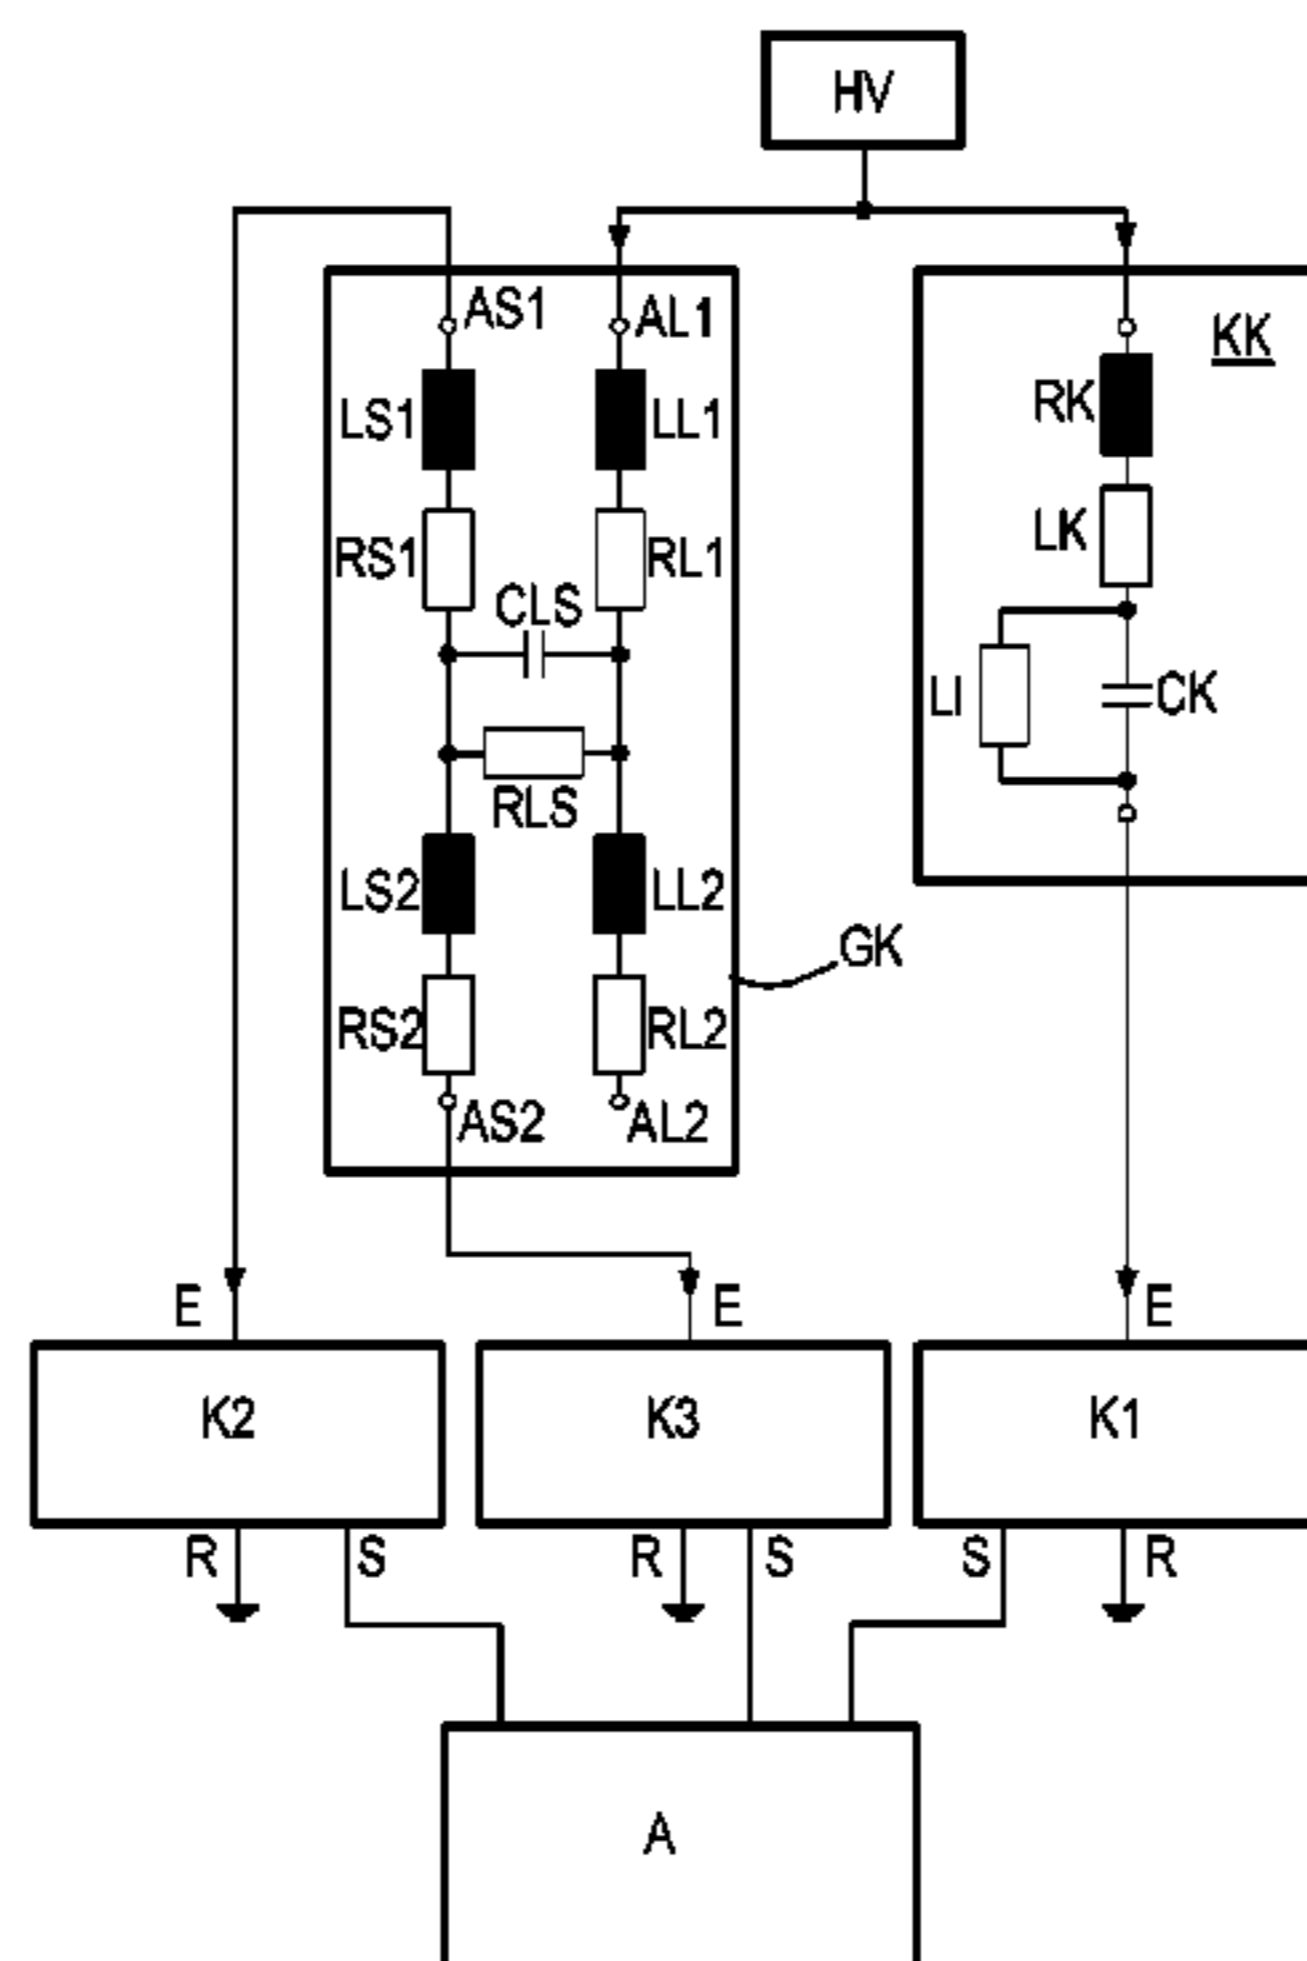 HV
AS1 AL1
KK
LS1 LL1
RK
RS1 RL1
LK
CLS
LI CK
RLS
LS2 LL2
GK
RS2 RL2
AS2 AL2
E E E
K2 K3 K1
R S R S S R
A